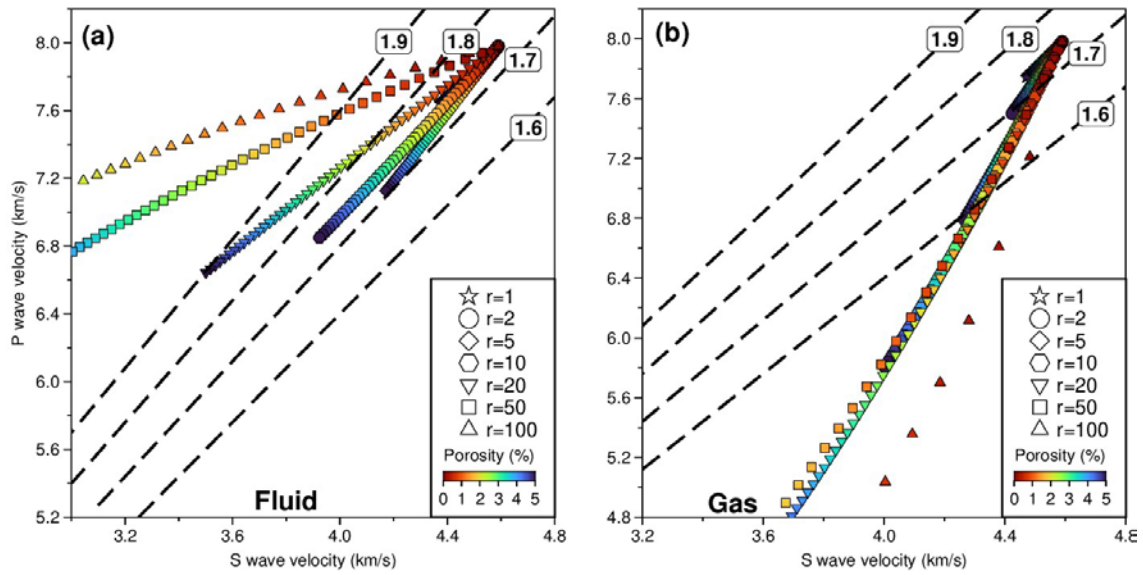 (a)
1.9
1.8
1.7
1.6
8.0
7.6
7.2
6.8
6.4
6.0
5.6
5.2
P wave velocity (km/s)
r=1
r=2
r=5
r=10
r=20
r=50
r=100
Porosity (%)
0 1 2 3 4 5
Fluid
3.2 3.6 4.0 4.4 4.8
S wave velocity (km/s)
(b)
1.9
1.8
1.7
1.6
8.0
7.6
7.2
6.8
6.4
6.0
5.6
5.2
4.8
r=1
r=2
r=5
r=10
r=20
r=50
r=100
Porosity (%)
0 1 2 3 4 5
Gas
3.2 3.6 4.0 4.4 4.8
S wave velocity (km/s)